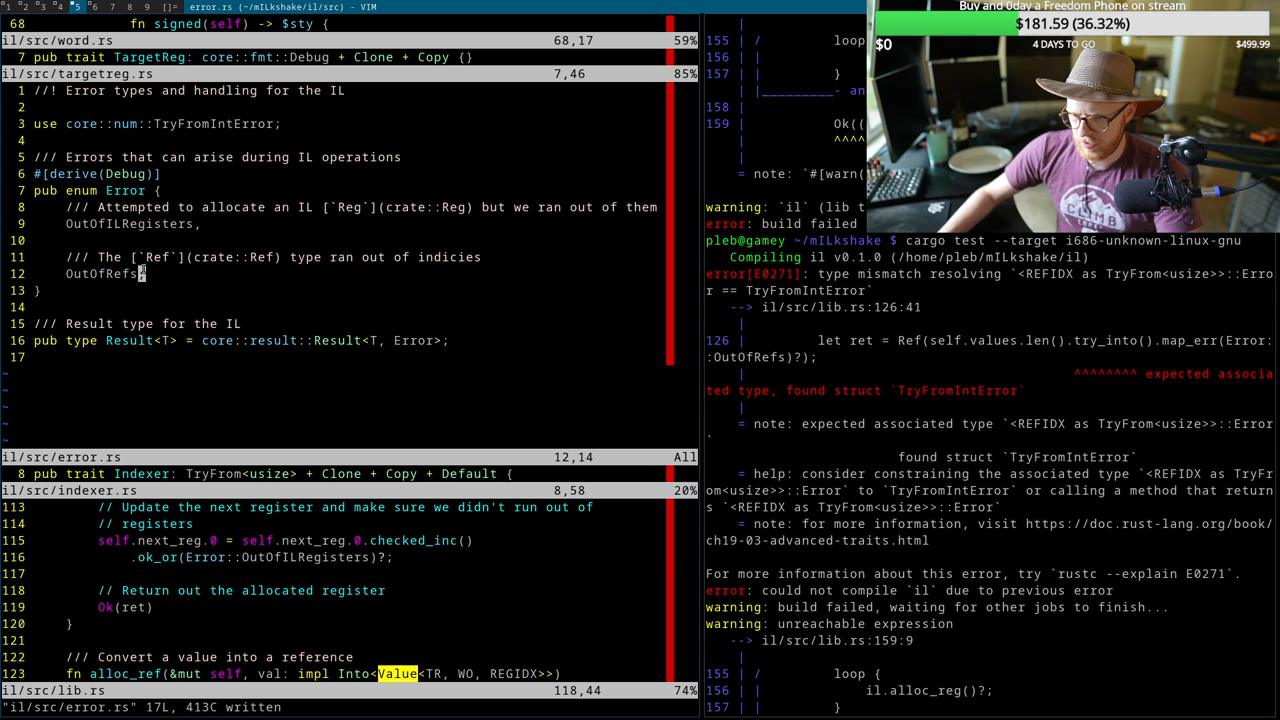 1 2 3 4 5 6 7 8 9 []= error.rs (~/mILkshake/il/src) - VIM
68 fn signed(self) -> $sty {
il/src/word.rs 68,17 59%
7 pub trait TargetReg: core::fmt::Debug + Clone + Copy {}
il/src/targetreg.rs 7,46 85%
1 //! Error types and handling for the IL
2
3 use core::num::TryFromIntError;
4
5 /// Errors that can arise during IL operations
6 #[derive(Debug)]
7 pub enum Error {
8 /// Attempted to allocate an IL [`Reg`](crate::Reg) but we ran out of them
9 OutOfILRegisters,
10
11 /// The [`Ref`](crate::Ref) type ran out of indicies
12 OutOfRefs,
13 }
14
15 /// Result type for the IL
16 pub type Result<T> = core::result::Result<T, Error>;
17
~
~
~
~
~
il/src/error.rs 12,14 All
8 pub trait Indexer: TryFrom<usize> + Clone + Copy + Default {
il/src/indexer.rs 8,58 20%
113 // Update the next register and make sure we didn't run out of
114 // registers
115 self.next_reg.0 = self.next_reg.0.checked_inc()
116 .ok_or(Error::OutOfILRegisters)?;
117
118 // Return out the allocated register
119 Ok(ret)
120 }
121
122 /// Convert a value into a reference
123 fn alloc_ref(&mut self, val: impl Into<Value<TR, WO, REGIDX>>)
il/src/lib.rs 118,44 74%
"il/src/error.rs" 17L, 413C written
|
155 | / loop
156 | |
157 | | }
| |_________- an
158 |
159 | Ok((
| ^^^^
|
= note: `#[warn(
warning: `il` (lib t
error: build failed
pleb@gamey ~/mILkshake $ cargo test --target i686-unknown-linux-gnu
Compiling il v0.1.0 (/home/pleb/mILkshake/il)
error[E0271]: type mismatch resolving `<REFIDX as TryFrom<usize>>::Erro
r == TryFromIntError`
--> il/src/lib.rs:126:41
|
126 | let ret = Ref(self.values.len().try_into().map_err(Error:
:OutOfRefs)?);
| ^^^^^^^^ expected associa
ted type, found struct `TryFromIntError`
|
= note: expected associated type `<REFIDX as TryFrom<usize>>::Error
`
found struct `TryFromIntError`
= help: consider constraining the associated type `<REFIDX as TryFr
om<usize>>::Error` to `TryFromIntError` or calling a method that return
s `<REFIDX as TryFrom<usize>>::Error`
= note: for more information, visit https://doc.rust-lang.org/book/
ch19-03-advanced-traits.html
For more information about this error, try `rustc --explain E0271`.
error: could not compile `il` due to previous error
warning: build failed, waiting for other jobs to finish...
warning: unreachable expression
--> il/src/lib.rs:159:9
|
155 | / loop {
156 | | il.alloc_reg()?;
157 | | }
Buy and 0day a Freedom Phone on stream
$181.59 (36.32%)
$0 4 DAYS TO GO $499.99
CLIMB